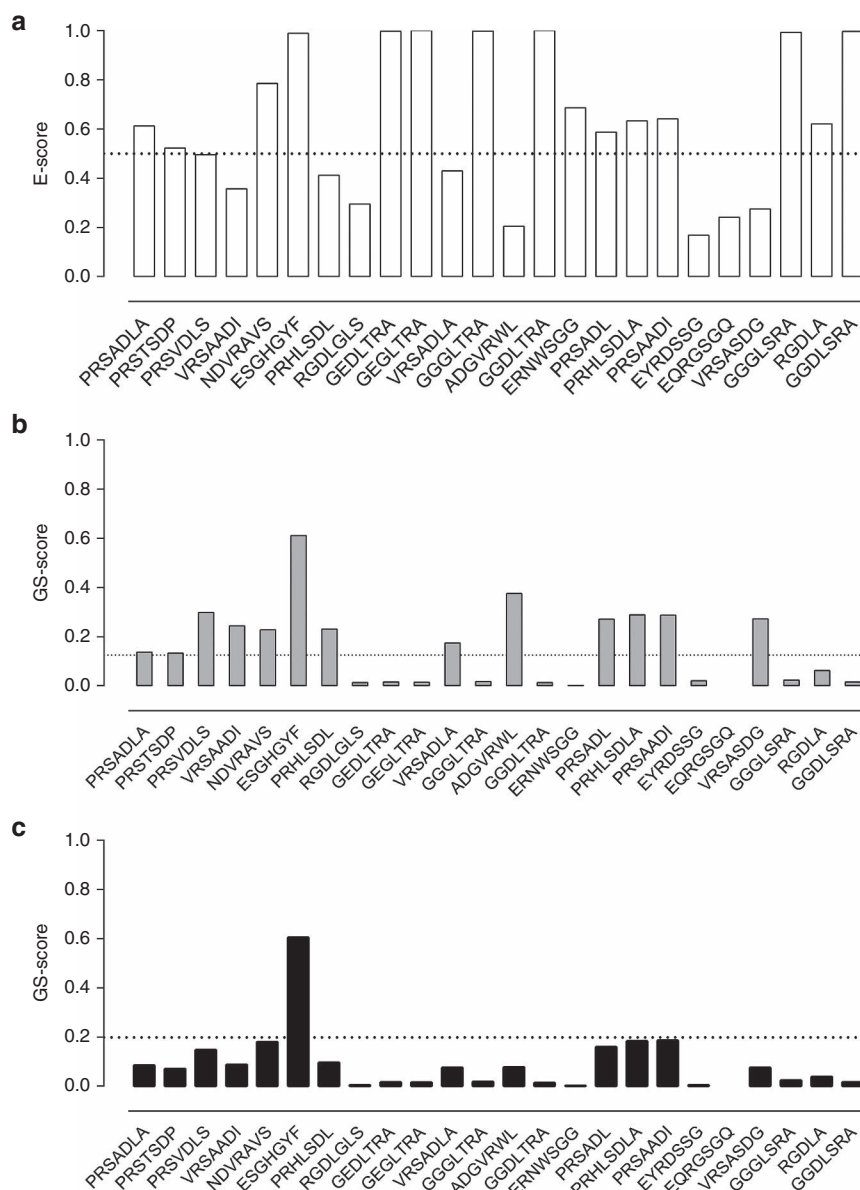 a
1.0
0.8
0.6
0.4
0.2
0.0
E-score
PRSADLA
PRSTSDP
PRSVDLS
VRSAADI
NDVRAVS
ESGHGYF
PRHLSDL
RGDLGLS
GEDLTRA
GEGLTRA
VRSADLA
GGGLTRA
ADGVRWL
GGDLTRA
ERNWSGG
PRSADL
PRHLSDLA
PRSAADI
EYRDSSG
EQRGSGQ
VRSASDG
GGGLSRA
RGDLA
GGDLSRA
b
1.0
0.8
0.6
0.4
0.2
0.0
GS-score
PRSADLA
PRSTSDP
PRSVDLS
VRSAADI
NDVRAVS
ESGHGYF
PRHLSDL
RGDLGLS
GEDLTRA
GEGLTRA
VRSADLA
GGGLTRA
ADGVRWL
GGDLTRA
ERNWSGG
PRSADL
PRHLSDLA
PRSAADI
EYRDSSG
EQRGSGQ
VRSASDG
GGGLSRA
RGDLA
GGDLSRA
c
1.0
0.8
0.6
0.4
0.2
0.0
GS-score
PRSADLA
PRSTSDP
PRSVDLS
VRSAADI
NDVRAVS
ESGHGYF
PRHLSDL
RGDLGLS
GEDLTRA
GEGLTRA
VRSADLA
GGGLTRA
ADGVRWL
GGDLTRA
ERNWSGG
PRSADL
PRHLSDLA
PRSAADI
EYRDSSG
EQRGSGQ
VRSASDG
GGGLSRA
RGDLA
GGDLSRA